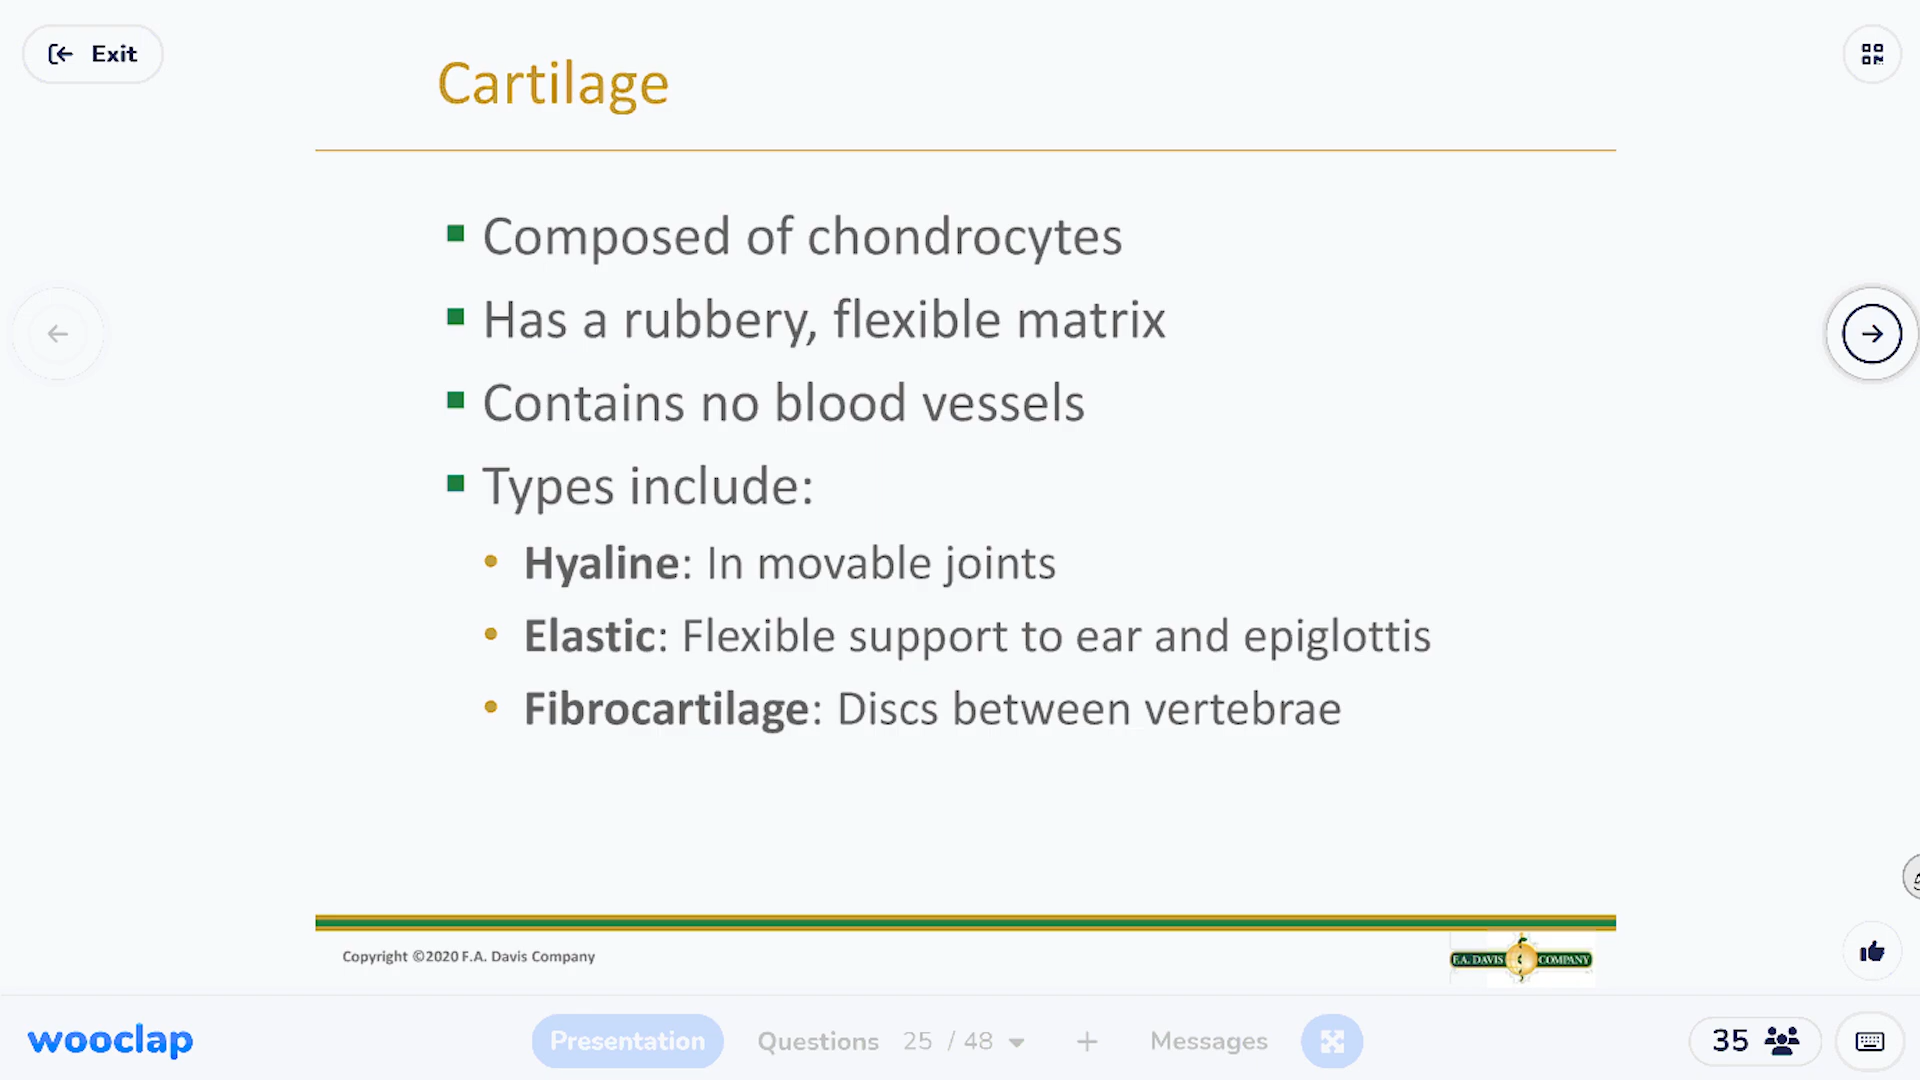 Exit
Cartilage
Composed of chondrocytes
Has a rubbery, flexible matrix
Contains no blood vessels
Types include:
Hyaline: In movable joints
Elastic: Flexible support to ear and epiglottis
Fibrocartilage: Discs between vertebrae
Copyright ©2020 F.A. Davis Company
F.A. DAVIS COMPANY
wooclap Presentation Questions 25 / 48 + Messages 35